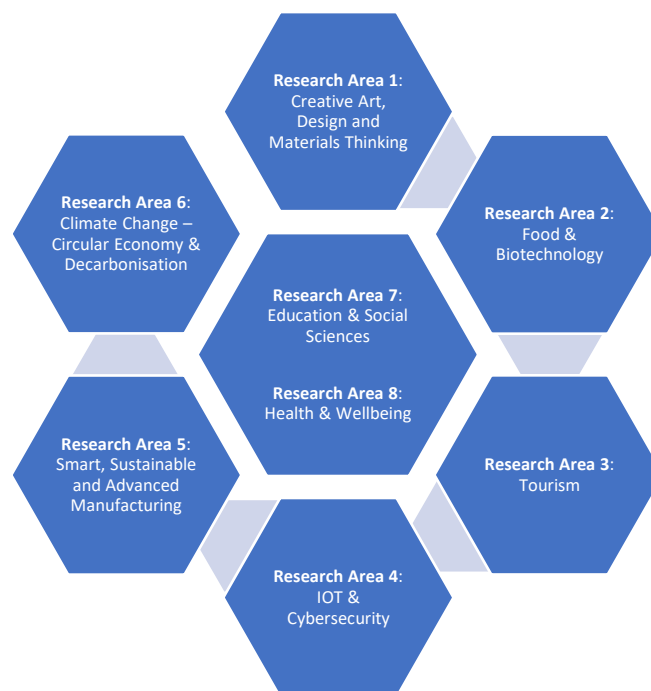 Research Area 1:
Creative Art,
Design and
Materials Thinking
Research Area 2:
Food &
Biotechnology
Research Area 3:
Tourism
Research Area 4:
IOT &
Cybersecurity
Research Area 5:
Smart, Sustainable
and Advanced
Manufacturing
Research Area 6:
Climate Change –
Circular Economy &
Decarbonisation
Research Area 7:
Education & Social
Sciences
Research Area 8:
Health & Wellbeing